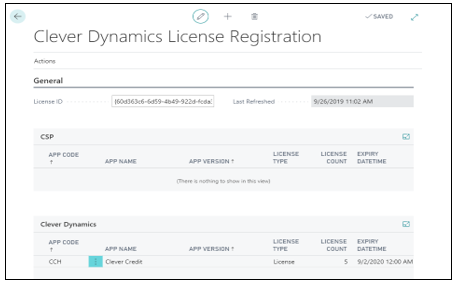 ✓ SAVED
Clever Dynamics License Registration
Actions
General
License ID {60d363c6-6d59-4b49-922d-fcda: Last Refreshed 9/26/2019 11:02 AM
CSP
APP CODE ↑ APP NAME APP VERSION ↑ LICENSE TYPE LICENSE COUNT EXPIRY DATETIME
(There is nothing to show in this view)
Clever Dynamics
APP CODE ↑ APP NAME APP VERSION ↑ LICENSE TYPE LICENSE COUNT EXPIRY DATETIME
CCH Clever Credit License 5 9/2/2020 12:00 AM